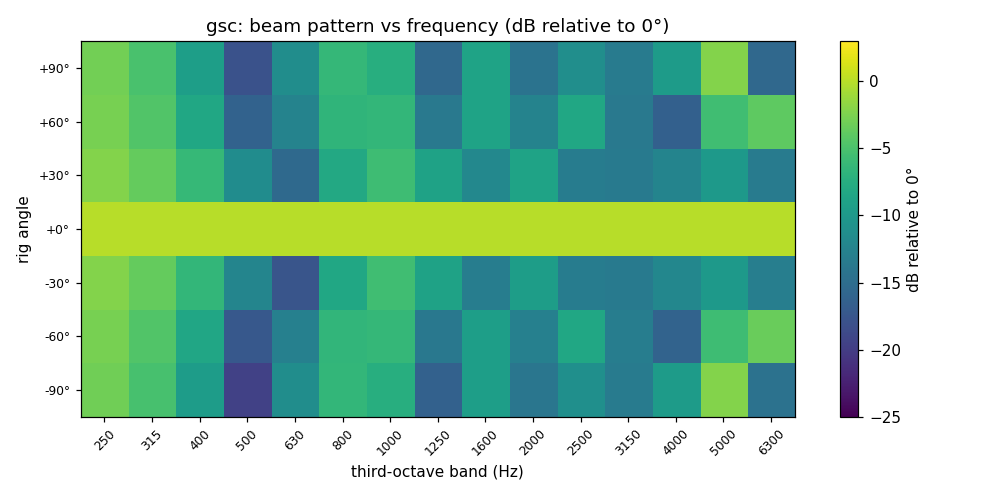 gsc: beam pattern vs frequency (dB relative to 0°)
rig angle
+90°
+60°
+30°
+0°
-30°
-60°
-90°
250 315 400 500 630 800 1000 1250 1600 2000 2500 3150 4000 5000 6300
third-octave band (Hz)
0
−5
−10
−15
−20
−25
dB relative to 0°